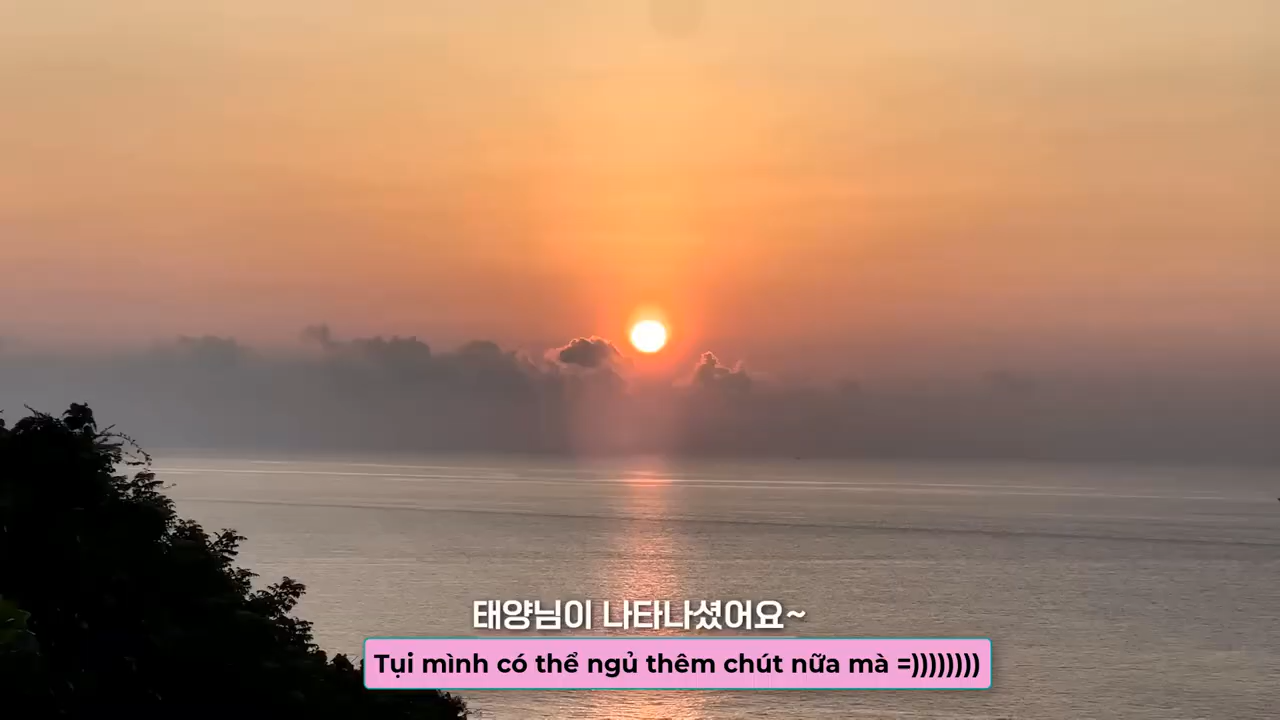 태양님이 나타나셨어요~
Tụi mình có thể ngủ thêm chút nữa mà =))))))))